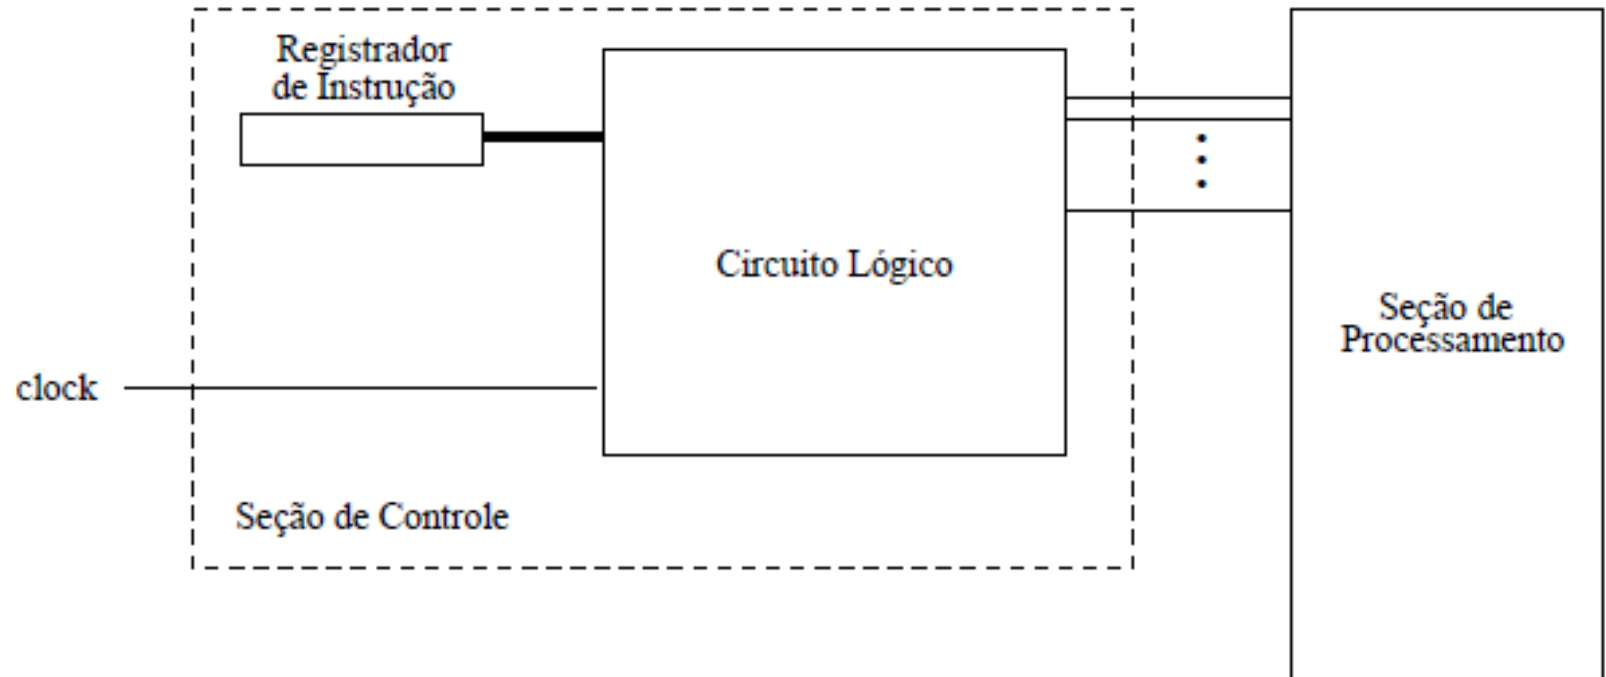 Registrador
de Instrução
Circuito Lógico
Seção de
Processamento
clock
Seção de Controle